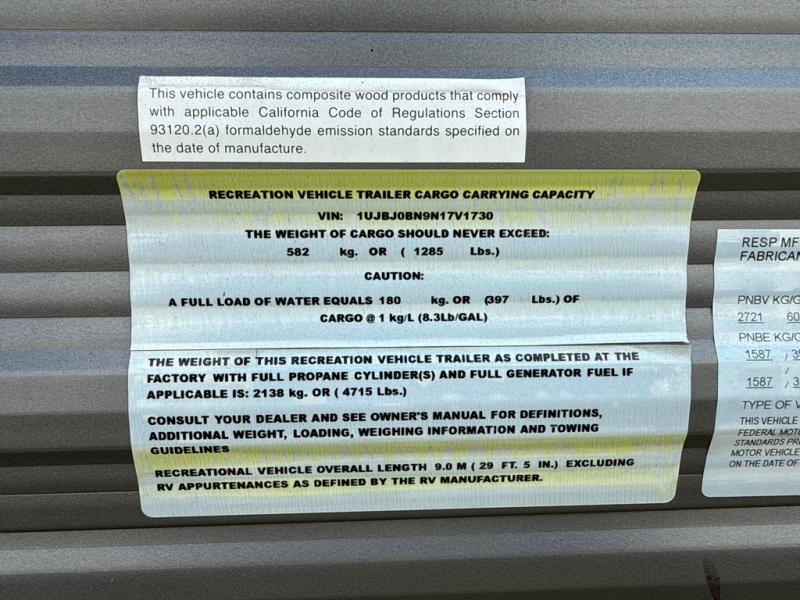 This vehicle contains composite wood products that comply
with applicable California Code of Regulations Section
93120.2(a) formaldehyde emission standards specified on
the date of manufacture.
RECREATION VEHICLE TRAILER CARGO CARRYING CAPACITY
VIN: 1UJBJ0BN9N17V1730
THE WEIGHT OF CARGO SHOULD NEVER EXCEED:
582 kg. OR ( 1285 Lbs.)
CAUTION:
A FULL LOAD OF WATER EQUALS 180 kg. OR (397 Lbs.) OF
CARGO @ 1 kg/L (8.3Lb/GAL)
THE WEIGHT OF THIS RECREATION VEHICLE TRAILER AS COMPLETED AT THE
FACTORY WITH FULL PROPANE CYLINDER(S) AND FULL GENERATOR FUEL IF
APPLICABLE IS: 2138 kg. OR ( 4715 Lbs.)
CONSULT YOUR DEALER AND SEE OWNER'S MANUAL FOR DEFINITIONS,
ADDITIONAL WEIGHT, LOADING, WEIGHING INFORMATION AND TOWING
GUIDELINES
RECREATIONAL VEHICLE OVERALL LENGTH 9.0 M ( 29 FT. 5 IN.) EXCLUDING
RV APPURTENANCES AS DEFINED BY THE RV MANUFACTURER.
RESP MF
FABRICAN
PNBV KG/
2721 60
PNBE KG/
1587 / 3
/
1587 / 3
TYPE OF V
THIS VEHICLE
FEDERAL MOT
STANDARDS PR
MOTOR VEHICLE
ON THE DATE OF